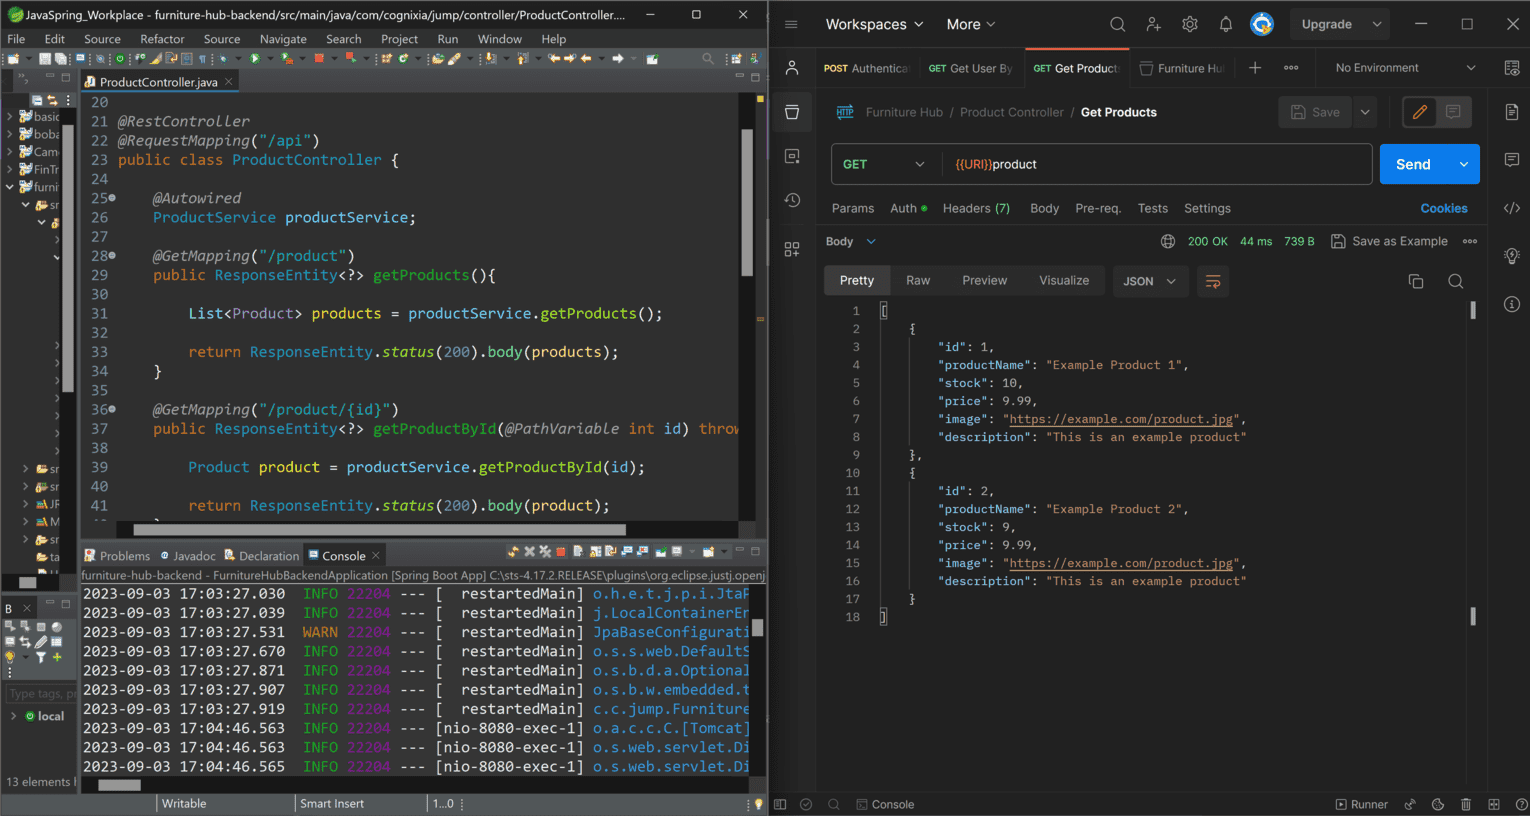 JavaSpring_Workplace - furniture-hub-backend/src/main/java/com/cognixia/jump/controller/ProductController....
File Edit Source Refactor Source Navigate Search Project Run Window Help
ProductController.java
basic
boba
Cam
FinTr
furni
sr
sr
sr
JR
M
sr
ta
20
21 @RestController
22 @RequestMapping("/api")
23 public class ProductController {
24
25 @Autowired
26 ProductService productService;
27
28 @GetMapping("/product")
29 public ResponseEntity<?> getProducts(){
30
31 List<Product> products = productService.getProducts();
32
33 return ResponseEntity.status(200).body(products);
34 }
35
36 @GetMapping("/product/{id}")
37 public ResponseEntity<?> getProductById(@PathVariable int id) throw
38
39 Product product = productService.getProductById(id);
40
41 return ResponseEntity.status(200).body(product);
B
Type tags, pr
local
13 elements h
Problems Javadoc Declaration Console
furniture-hub-backend - FurnitureHubBackendApplication [Spring Boot App] C:\sts-4.17.2.RELEASE\plugins\org.eclipse.justj.openj
2023-09-03 17:03:27.030 INFO 22204 --- [ restartedMain] o.h.e.t.j.p.i.JtaP
2023-09-03 17:03:27.039 INFO 22204 --- [ restartedMain] j.LocalContainerEn
2023-09-03 17:03:27.531 WARN 22204 --- [ restartedMain] JpaBaseConfigurati
2023-09-03 17:03:27.670 INFO 22204 --- [ restartedMain] o.s.s.web.DefaultS
2023-09-03 17:03:27.871 INFO 22204 --- [ restartedMain] o.s.b.d.a.Optional
2023-09-03 17:03:27.907 INFO 22204 --- [ restartedMain] o.s.b.w.embedded.t
2023-09-03 17:03:27.919 INFO 22204 --- [ restartedMain] c.c.jump.Furniture
2023-09-03 17:04:46.563 INFO 22204 --- [nio-8080-exec-1] o.a.c.c.C.[Tomcat]
2023-09-03 17:04:46.563 INFO 22204 --- [nio-8080-exec-1] o.s.web.servlet.Di
2023-09-03 17:04:46.565 INFO 22204 --- [nio-8080-exec-1] o.s.web.servlet.Di
Writable Smart Insert 1...0
Workspaces More Upgrade
POST Authentica GET Get User By GET Get Product Furniture Hu No Environment
HTTP Furniture Hub / Product Controller / Get Products Save
GET {{URI}}product Send
Params Auth Headers (7) Body Pre-req. Tests Settings Cookies
Body 200 OK 44 ms 739 B Save as Example
Pretty Raw Preview Visualize JSON
1 [
2 {
3 "id": 1,
4 "productName": "Example Product 1",
5 "stock": 10,
6 "price": 9.99,
7 "image": "https://example.com/product.jpg",
8 "description": "This is an example product"
9 },
10 {
11 "id": 2,
12 "productName": "Example Product 2",
13 "stock": 9,
14 "price": 9.99,
15 "image": "https://example.com/product.jpg",
16 "description": "This is an example product"
17 }
18 ]
Console Runner